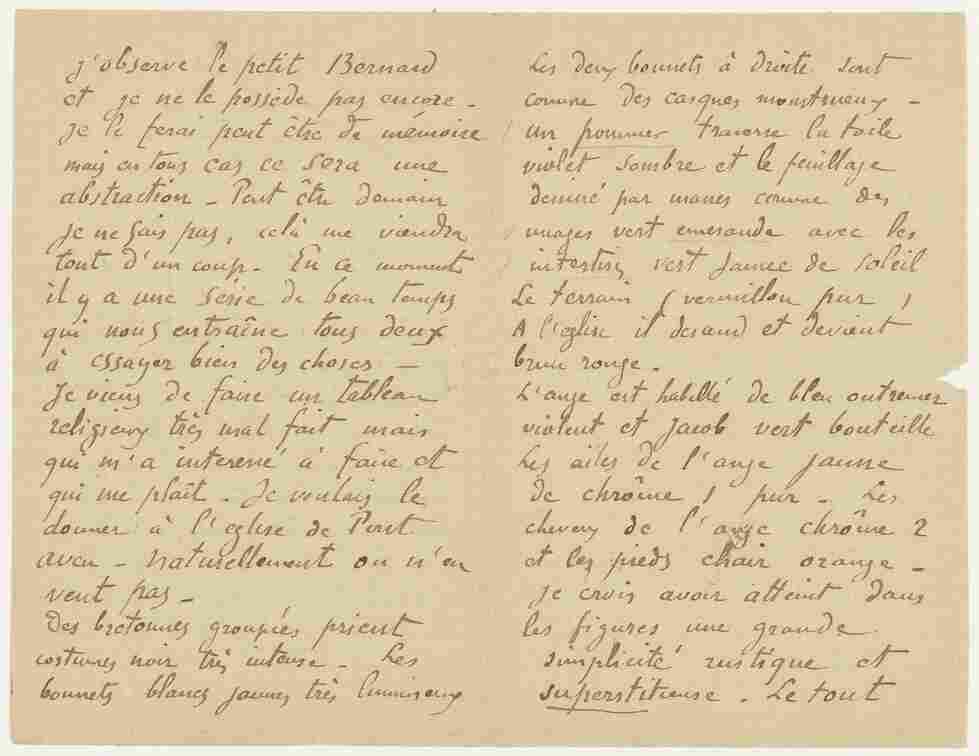 j'observe le petit Bernard
et je ne le possède pas encore -
je le ferai peut être de mémoire
mais en tous cas ce sera une
abstraction - Peut être demain
je ne sais pas, celà me viendra
tout d'un coup - En ce moment
il y a une série de beau temps
qui nous entraîne tous deux
à essayer bien des choses -
Je viens de faire un tableau
religieux très mal fait mais
qui m'a interessé à faire et
qui me plaît - Je voulais le
donner à l'église de Pont
aven - naturellement on n'en
veut pas -
Des bretonnes groupées prient
costumes noir très intense - Les
bonnets blancs jaunes très lumineux
Les deux bonnets à droite sont
comme des casques monstrueux -
un pommier traverse la toile
violet sombre et le feuillage
dessiné par masses comme des
nuages vert emeraude avec les
intertis vert jaune de soleil
Le terrain (vermillon pur)
A l'église il descend et devient
brun rouge.
L'ange est habillé de bleu outremer
violent et Jacob vert bouteille
Les ailes de l'ange jaune
de chrôme 1 pur - Les
cheveux de l'ange chrôme 2
et les pieds chair orange -
je crois avoir atteint dans
les figures une grande
simplicité rustique et
superstitieuse. Le tout